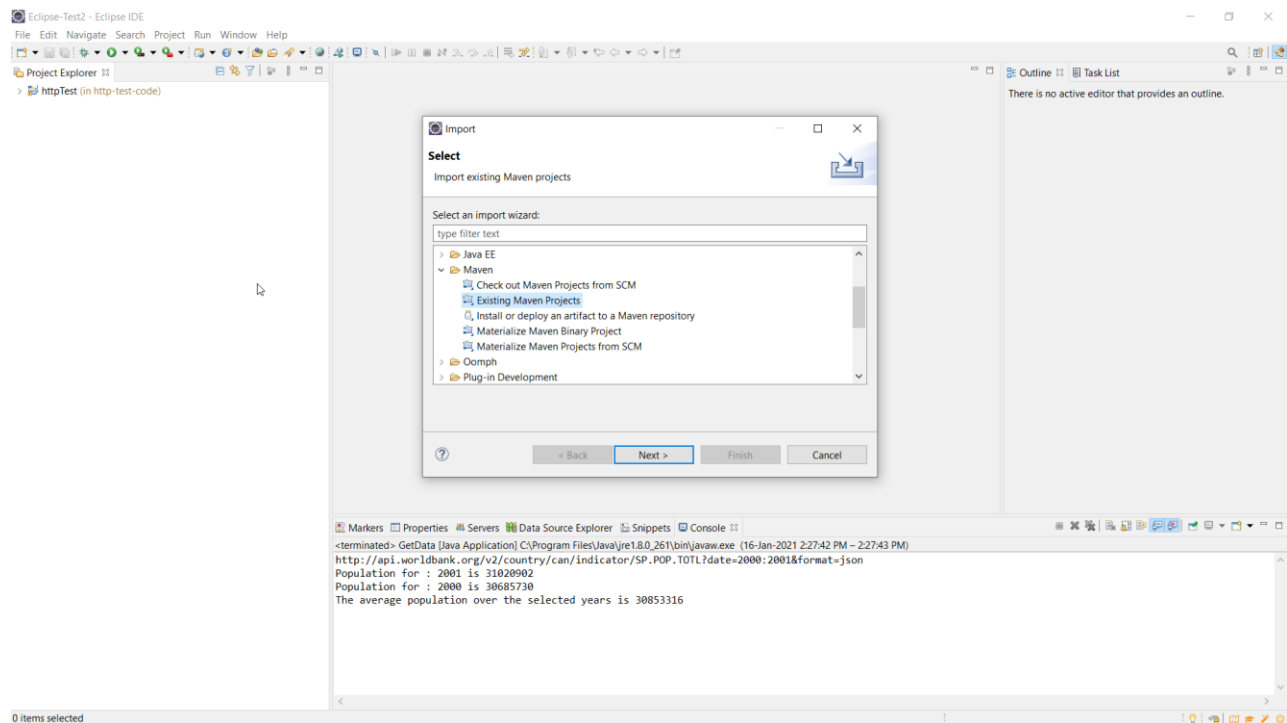 Eclipse-Test2 - Eclipse IDE
File Edit Navigate Search Project Run Window Help
Project Explorer
httpTest (in http-test-code)
Outline Task List
There is no active editor that provides an outline.
Import
Select
Import existing Maven projects
Select an import wizard:
type filter text
Java EE
Maven
Check out Maven Projects from SCM
Existing Maven Projects
Install or deploy an artifact to a Maven repository
Materialize Maven Binary Project
Materialize Maven Projects from SCM
Oomph
Plug-in Development
< Back Next > Finish Cancel
Markers Properties Servers Data Source Explorer Snippets Console
<terminated> GetData [Java Application] C:\Program Files\Java\jre1.8.0_261\bin\javaw.exe (16-Jan-2021 2:27:42 PM – 2:27:43 PM)
http://api.worldbank.org/v2/country/can/indicator/SP.POP.TOTL?date=2000:2001&format=json
Population for : 2001 is 31020902
Population for : 2000 is 30685730
The average population over the selected years is 30853316
0 items selected